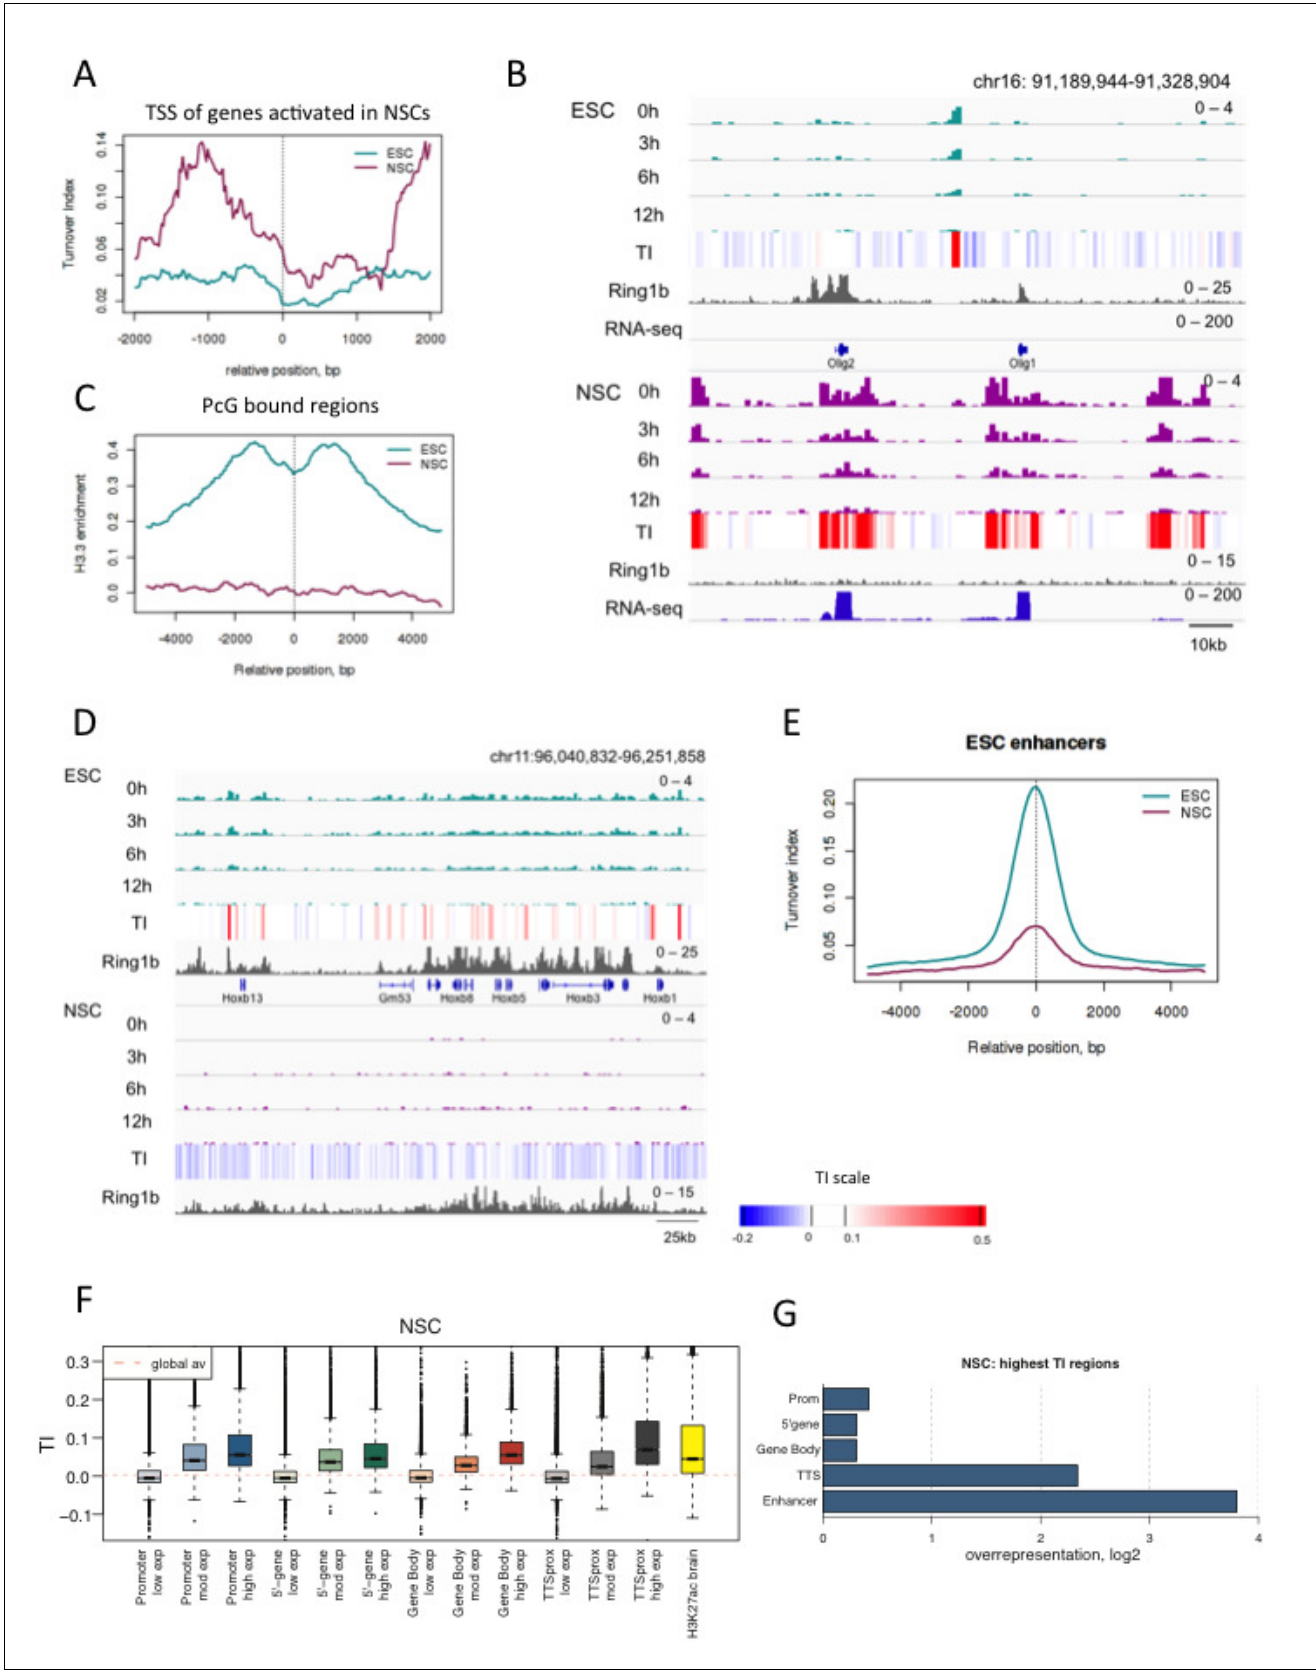 A
TSS of genes activated in NSCs
ESC
NSC
Turnover index
0.02
0.06
0.10
0.14
-2000
-1000
0
1000
2000
relative position, bp
B
chr16: 91,189,944-91,328,904
ESC
0h
0 – 4
3h
6h
12h
TI
Ring1b
0 – 25
RNA-seq
0 – 200
Olig2
Olig1
NSC
0h
0 – 4
3h
6h
12h
TI
Ring1b
0 – 15
RNA-seq
0 – 200
10kb
C
PcG bound regions
ESC
NSC
H3.3 enrichment
0.0
0.1
0.2
0.3
0.4
-4000
-2000
0
2000
4000
Relative position, bp
D
chr11:96,040,832-96,251,858
ESC
0h
0 – 4
3h
6h
12h
TI
Ring1b
0 – 25
Hoxb13
Gm53
Hoxb8
Hoxb5
Hoxb3
Hoxb1
NSC
0h
0 – 4
3h
6h
12h
TI
Ring1b
0 – 15
25kb
E
ESC enhancers
ESC
NSC
Turnover index
0.05
0.10
0.15
0.20
-4000
-2000
0
2000
4000
Relative position, bp
TI scale
-0.2
0
0.1
0.5
F
NSC
global av
TI
0.3
0.2
0.1
0.0
−0.1
Promoter
low exp
Promoter
mod exp
Promoter
high exp
5'−gene
low exp
5'−gene
mod exp
5'−gene
high exp
Gene Body
low exp
Gene Body
mod exp
Gene Body
high exp
TTSprox
low exp
TTSprox
mod exp
TTSprox
high exp
H3K27ac brain
G
NSC: highest TI regions
Prom
5'gene
Gene Body
TTS
Enhancer
0
1
2
3
4
overrepresentation, log2